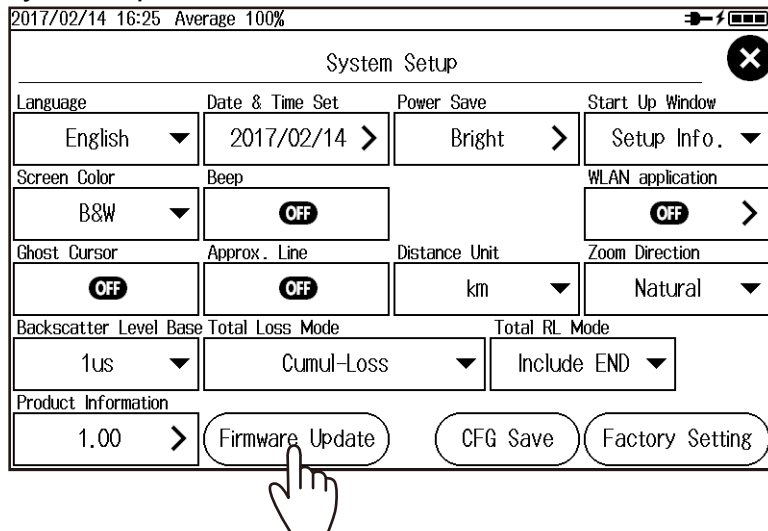 2017/02/14 16:25 Average 100%
System Setup
Language Date & Time Set Power Save Start Up Window
English 2017/02/14 Bright Setup Info.
Screen Color Beep WLAN application
B&W OFF OFF
Ghost Cursor Approx. Line Distance Unit Zoom Direction
OFF OFF km Natural
Backscatter Level Base Total Loss Mode Total RL Mode
1us Cumul-Loss Include END
Product Information
1.00 Firmware Update CFG Save Factory Setting